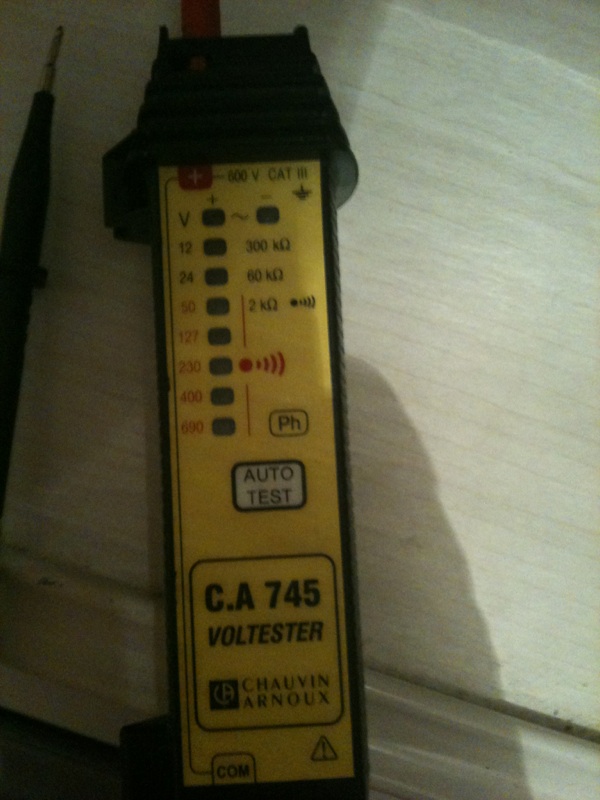 + 600 V CAT III
+ -
V ~
12 300 kΩ
24 60 kΩ
50 2 kΩ
127
230
400
690 Ph
AUTO
TEST
C.A 745
VOLTESTER
CA CHAUVIN
ARNOUX
COM